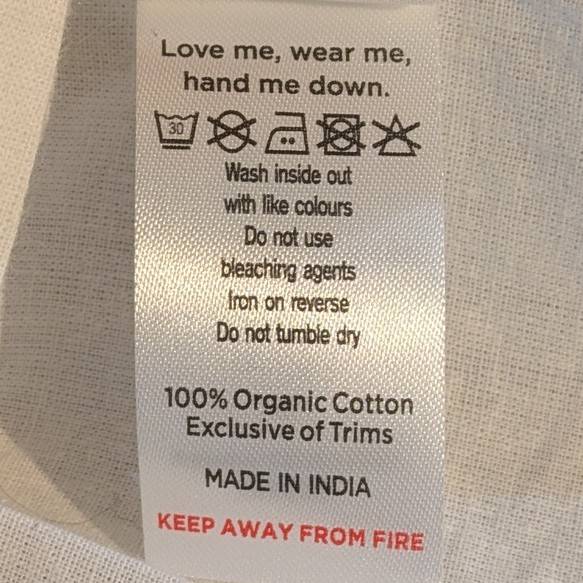 Love me, wear me,
hand me down.
30
Wash inside out
with like colours
Do not use
bleaching agents
Iron on reverse
Do not tumble dry
100% Organic Cotton
Exclusive of Trims
MADE IN INDIA
KEEP AWAY FROM FIRE